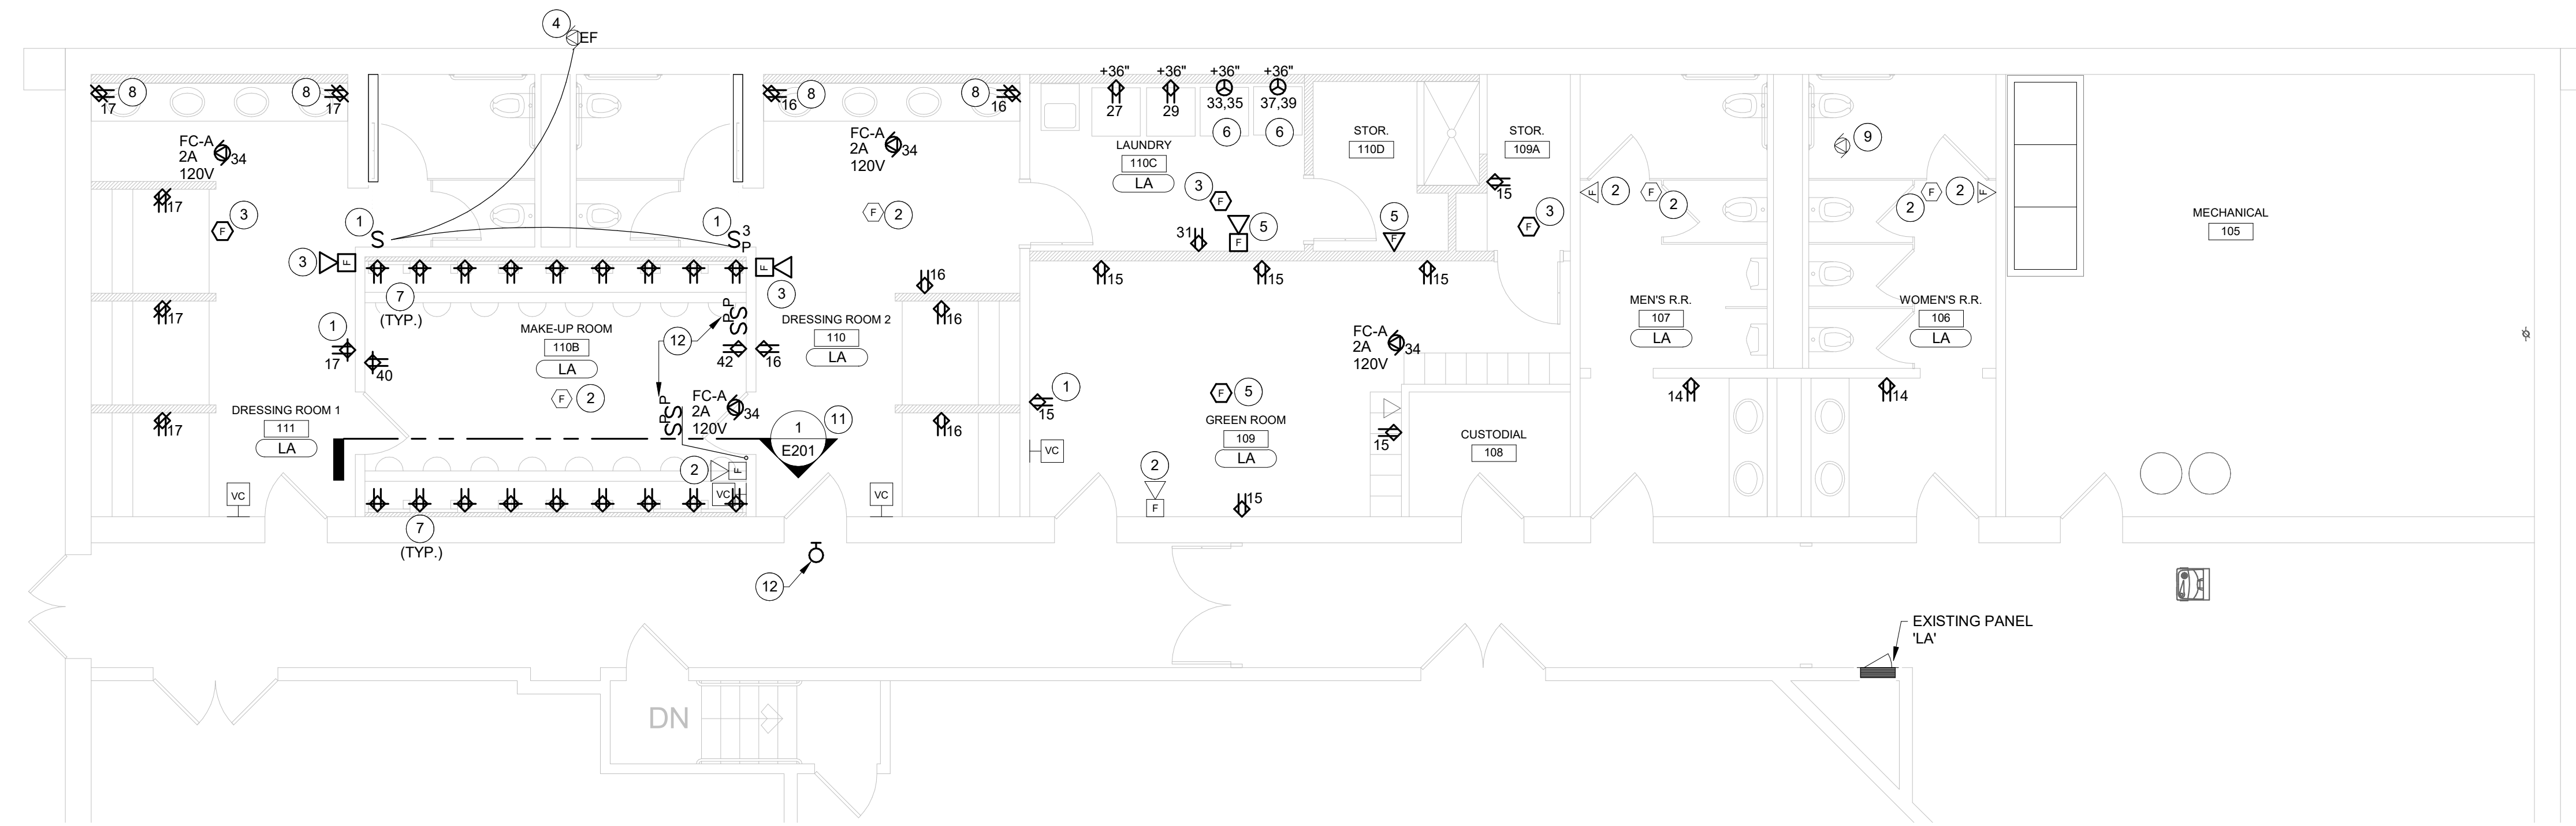 4
EF
8
17
8
17
8
16
8
16
+36"
27
+36"
29
+36"
33,35
6
+36"
37,39
6
FC-A
2A
120V
34
FC-A
2A
120V
34
LAUNDRY
110C
LA
STOR.
110D
STOR.
109A
9
17
3
F
1
S
1
S 3
P
F
2
3
F
31
5
F
5
F
15
3
F
F
2
F
2
F
2
2
F
MECHANICAL
105
3
F
F
3
7
(TYP.)
15
15
15
16
17
1
17
40
MAKE-UP ROOM
110B
LA
F
2
12
P
P
SS
42
16
DRESSING ROOM 2
110
LA
16
FC-A
2A
120V
34
MEN'S R.R.
107
LA
WOMEN'S R.R.
106
LA
14
14
1
15
F
5
GREEN ROOM
109
LA
15
CUSTODIAL
108
DRESSING ROOM 1
111
LA
17
P
P
SS
FC-A
2A
120V
34
1
E201
11
16
2
F
VC
VC
VC
VC
2
F
15
7
(TYP.)
12
EXISTING PANEL
'LA'
DN